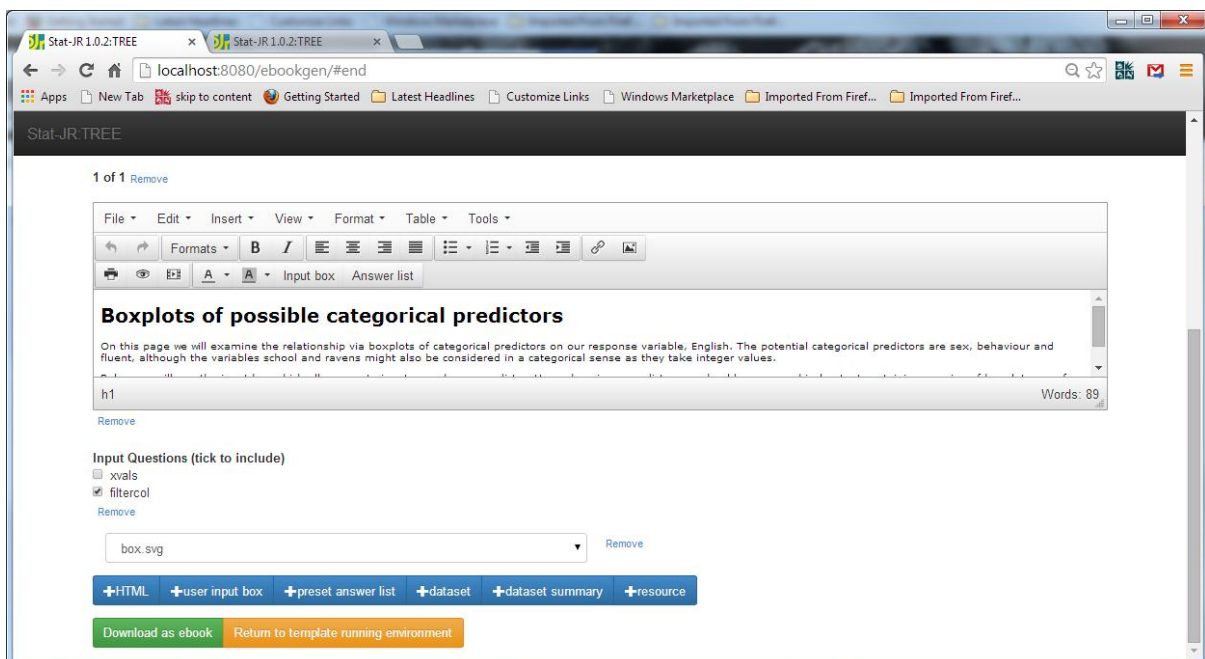 Stat-JR 1.0.2:TREE Stat-JR 1.0.2:TREE
localhost:8080/ebookgen/#end
Apps New Tab skip to content Getting Started Latest Headlines Customize Links Windows Marketplace Imported From Firef... Imported From Firef...
Stat-JR:TREE
1 of 1 Remove
File Edit Insert View Format Table Tools
Formats B I
A A Input box Answer list
Boxplots of possible categorical predictors
On this page we will examine the relationship via boxplots of categorical predictors on our response variable, English. The potential categorical predictors are sex, behaviour and
fluent, although the variables school and ravens might also be considered in a categorical sense as they take integer values.
h1 Words: 89
Remove
Input Questions (tick to include)
xvals
filtercol
Remove
box.svg Remove
+HTML +user input box +preset answer list +dataset +dataset summary +resource
Download as ebook Return to template running environment